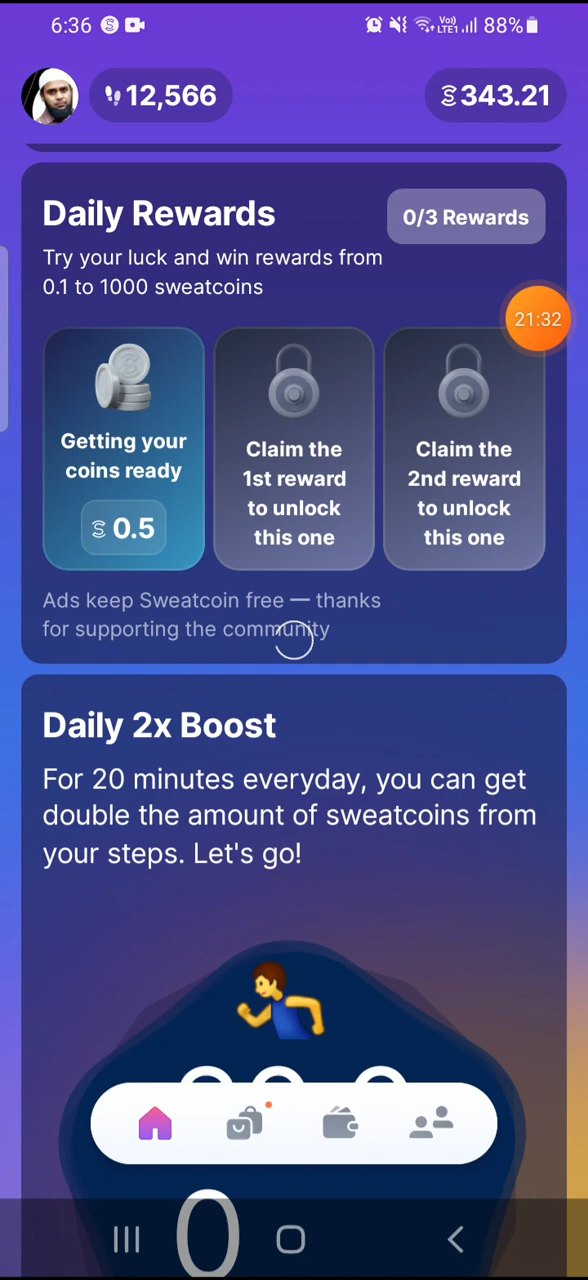 6:36
Vo)) LTE1 88%
12,566
343.21
Daily Rewards
0/3 Rewards
Try your luck and win rewards from
0.1 to 1000 sweatcoins
21:32
Getting your
coins ready
0.5
Claim the
1st reward
to unlock
this one
Claim the
2nd reward
to unlock
this one
Ads keep Sweatcoin free — thanks
for supporting the community
Daily 2x Boost
For 20 minutes everyday, you can get
double the amount of sweatcoins from
your steps. Let's go!
0